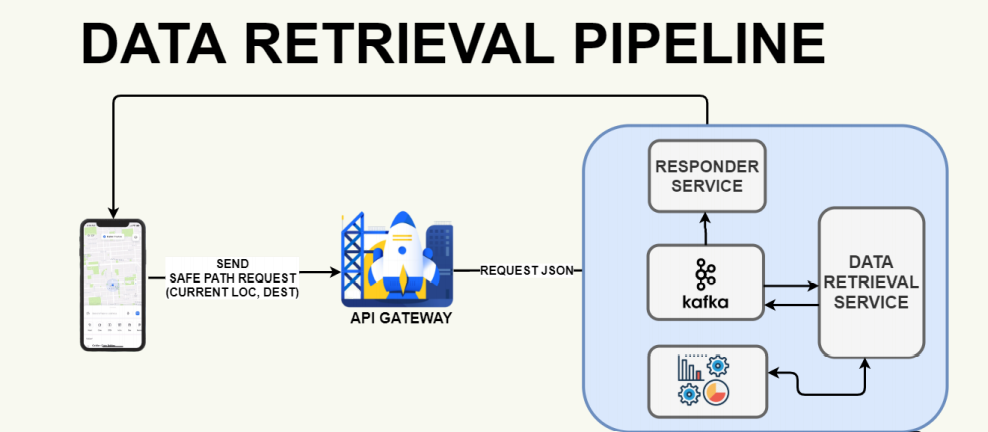 DATA RETRIEVAL PIPELINE
RESPONDER
SERVICE
SEND
SAFE PATH REQUEST
(CURRENT LOC, DEST)
API GATEWAY
REQUEST JSON
kafka
DATA
RETRIEVAL
SERVICE